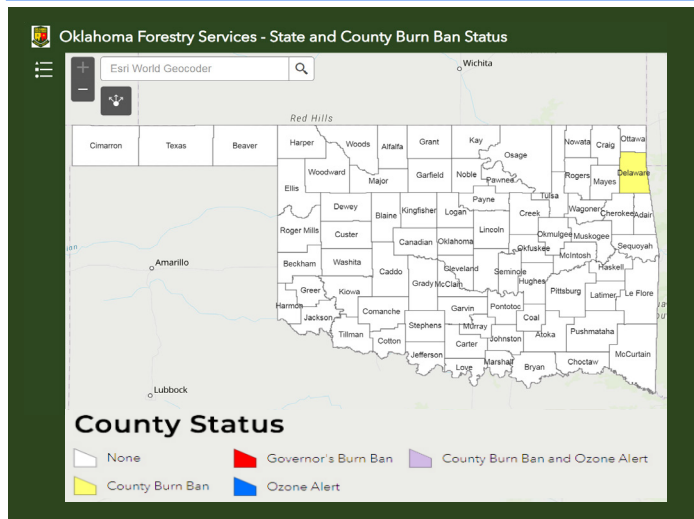 Oklahoma Forestry Services - State and County Burn Ban Status
+
Esri World Geocoder
−
Wichita
Red Hills
Cimarron Texas Beaver Harper Woods Alfalfa Grant Kay Osage Nowata Craig Ottawa
Ellis Woodward Major Garfield Noble Pawnee Rogers Mayes Delaware
Dewey Blaine Kingfisher Logan Payne Creek Tulsa Wagoner Cherokee Adair
Roger Mills Custer Canadian Oklahoma Lincoln Okfuskee Okmulgee Muskogee Sequoyah
Amarillo
Beckham Washita Caddo Grady McClain Cleveland Seminole Hughes McIntosh Haskell
Greer Kiowa Pittsburg Latimer Le Flore
Harmon Jackson Comanche Stephens Garvin Pontotoc Coal
Tillman Cotton Murray Johnston Atoka Pushmataha
Jefferson Carter Love Marshall Bryan Choctaw McCurtain
Lubbock
County Status
None Governor's Burn Ban County Burn Ban and Ozone Alert
County Burn Ban Ozone Alert